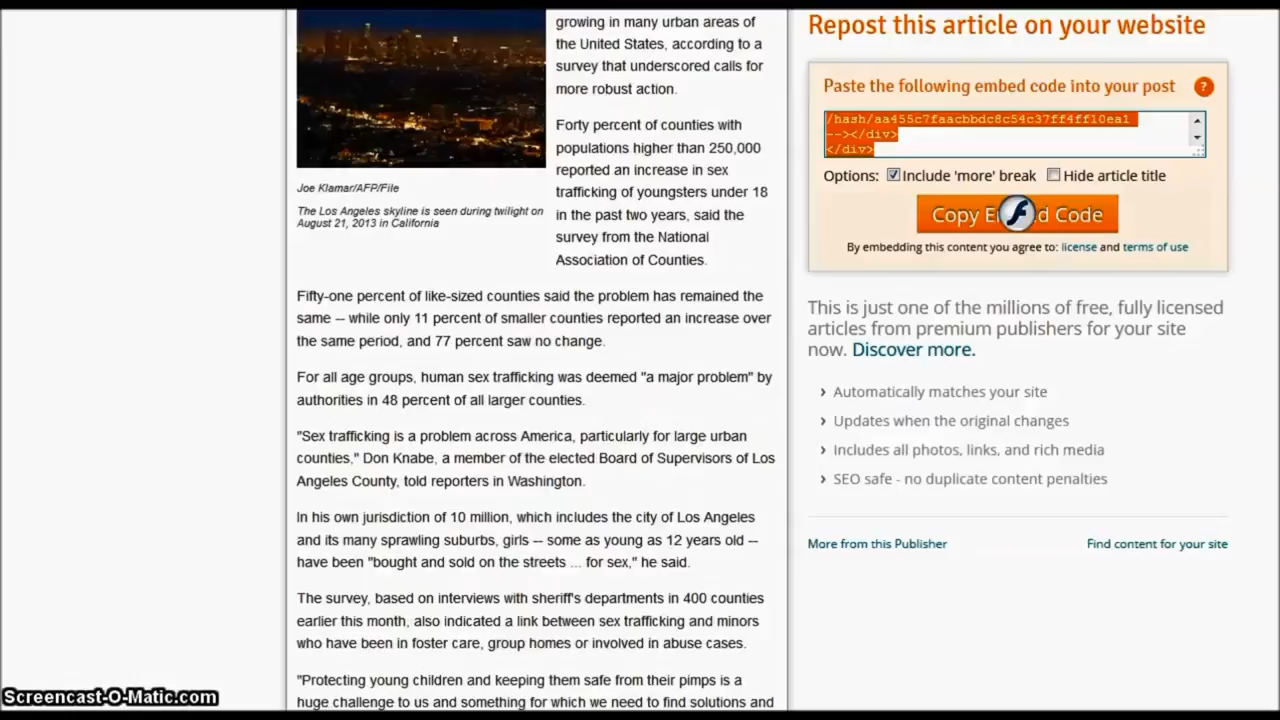 growing in many urban areas of
the United States, according to a
survey that underscored calls for
more robust action.
Forty percent of counties with
populations higher than 250,000
reported an increase in sex
trafficking of youngsters under 18
in the past two years, said the
survey from the National
Association of Counties.
Joe Klamar/AFP/File
The Los Angeles skyline is seen during twilight on
August 21, 2013 in California
Fifty-one percent of like-sized counties said the problem has remained the
same -- while only 11 percent of smaller counties reported an increase over
the same period, and 77 percent saw no change.
For all age groups, human sex trafficking was deemed "a major problem" by
authorities in 48 percent of all larger counties.
"Sex trafficking is a problem across America, particularly for large urban
counties," Don Knabe, a member of the elected Board of Supervisors of Los
Angeles County, told reporters in Washington.
In his own jurisdiction of 10 million, which includes the city of Los Angeles
and its many sprawling suburbs, girls -- some as young as 12 years old --
have been "bought and sold on the streets ... for sex," he said.
The survey, based on interviews with sheriff's departments in 400 counties
earlier this month, also indicated a link between sex trafficking and minors
who have been in foster care, group homes or involved in abuse cases.
"Protecting young children and keeping them safe from their pimps is a
huge challenge to us and something for which we need to find solutions and
Repost this article on your website
Paste the following embed code into your post ?
/hash/aa455c7faacbbdc8c54c37ff4ff10ea1
--></div>
</div>
Options: Include 'more' break Hide article title
Copy E d Code
By embedding this content you agree to: license and terms of use
This is just one of the millions of free, fully licensed
articles from premium publishers for your site
now. Discover more.
› Automatically matches your site
› Updates when the original changes
› Includes all photos, links, and rich media
› SEO safe - no duplicate content penalties
More from this Publisher Find content for your site
Screencast-O-Matic.com